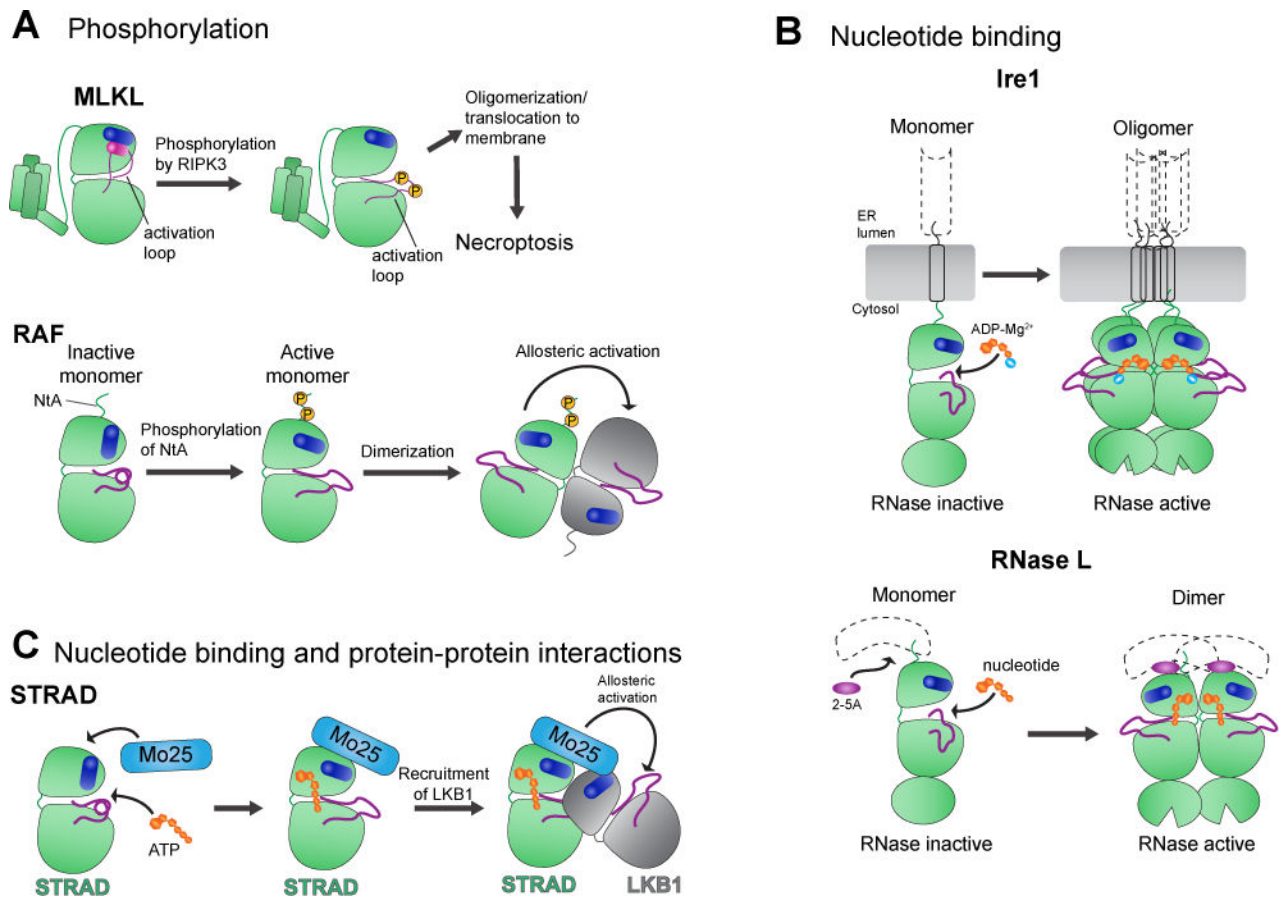 A Phosphorylation
MLKL
Phosphorylation
by RIPK3
activation
loop
P
P
activation
loop
Oligomerization/
translocation to
membrane
Necroptosis
RAF
Inactive
monomer
NtA
Phosphorylation
of NtA
Active
monomer
P
P
Dimerization
Allosteric activation
P
P
B Nucleotide binding
Ire1
Monomer
Oligomer
ER
lumen
Cytosol
ADP-Mg²⁺
RNase inactive
RNase active
RNase L
Monomer
Dimer
2-5A
nucleotide
RNase inactive
RNase active
C Nucleotide binding and protein-protein interactions
STRAD
Mo25
ATP
STRAD
Mo25
STRAD
Recruitment
of LKB1
Allosteric
activation
Mo25
STRAD
LKB1